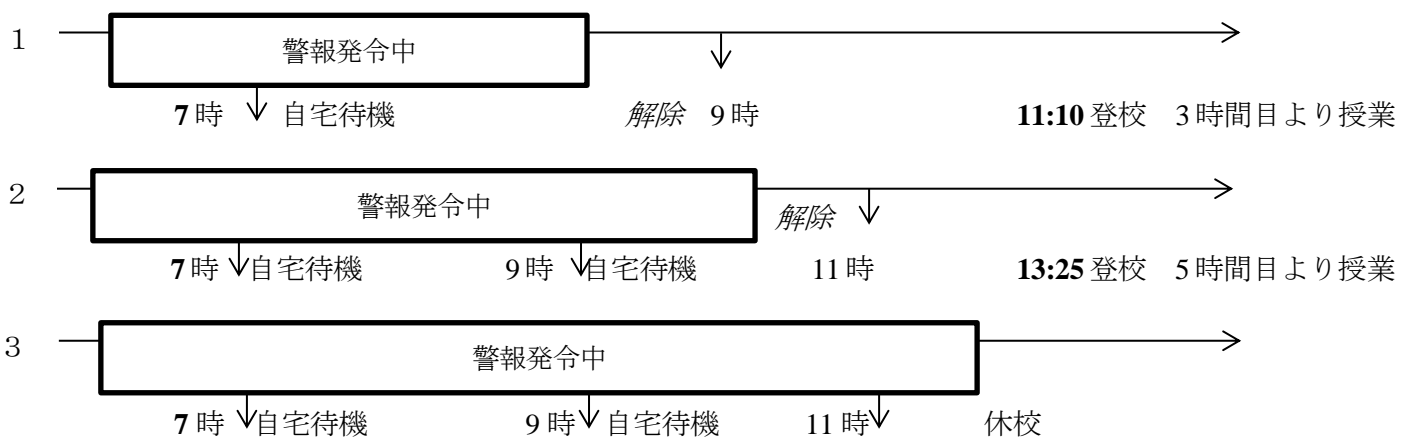 1 警報発令中
7時 自宅待機 解除 9時 11:10登校 3時間目より授業
2 警報発令中 解除
7時 自宅待機 9時 自宅待機 11時 13:25登校 5時間目より授業
3 警報発令中
7時 自宅待機 9時 自宅待機 11時 休校